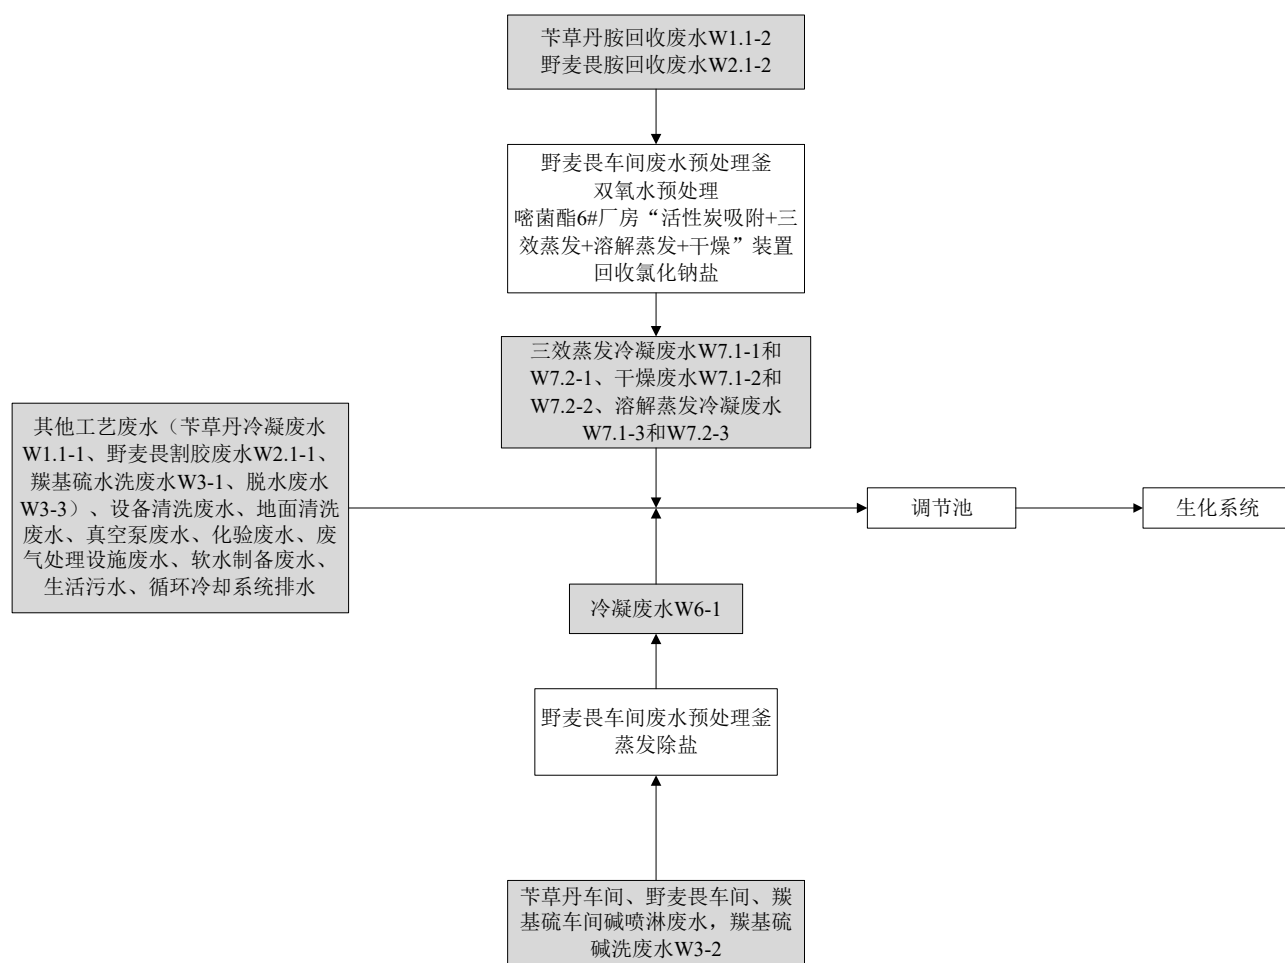 苄草丹胺回收废水W1.1-2
野麦畏胺回收废水W2.1-2
野麦畏车间废水预处理釜
双氧水预处理
嘧菌酯6#厂房“活性炭吸附+三
效蒸发+溶解蒸发+干燥”装置
回收氯化钠盐
三效蒸发冷凝废水W7.1-1和
W7.2-1、干燥废水W7.1-2和
W7.2-2、溶解蒸发冷凝废水
W7.1-3和W7.2-3
其他工艺废水（苄草丹冷凝废水
W1.1-1、野麦畏割胶废水W2.1-1、
羰基硫水洗废水W3-1、脱水废水
W3-3）、设备清洗废水、地面清洗
废水、真空泵废水、化验废水、废
气处理设施废水、软水制备废水、
生活污水、循环冷却系统排水
调节池
生化系统
冷凝废水W6-1
野麦畏车间废水预处理釜
蒸发除盐
苄草丹车间、野麦畏车间、羰
基硫车间碱喷淋废水，羰基硫
碱洗废水W3-2